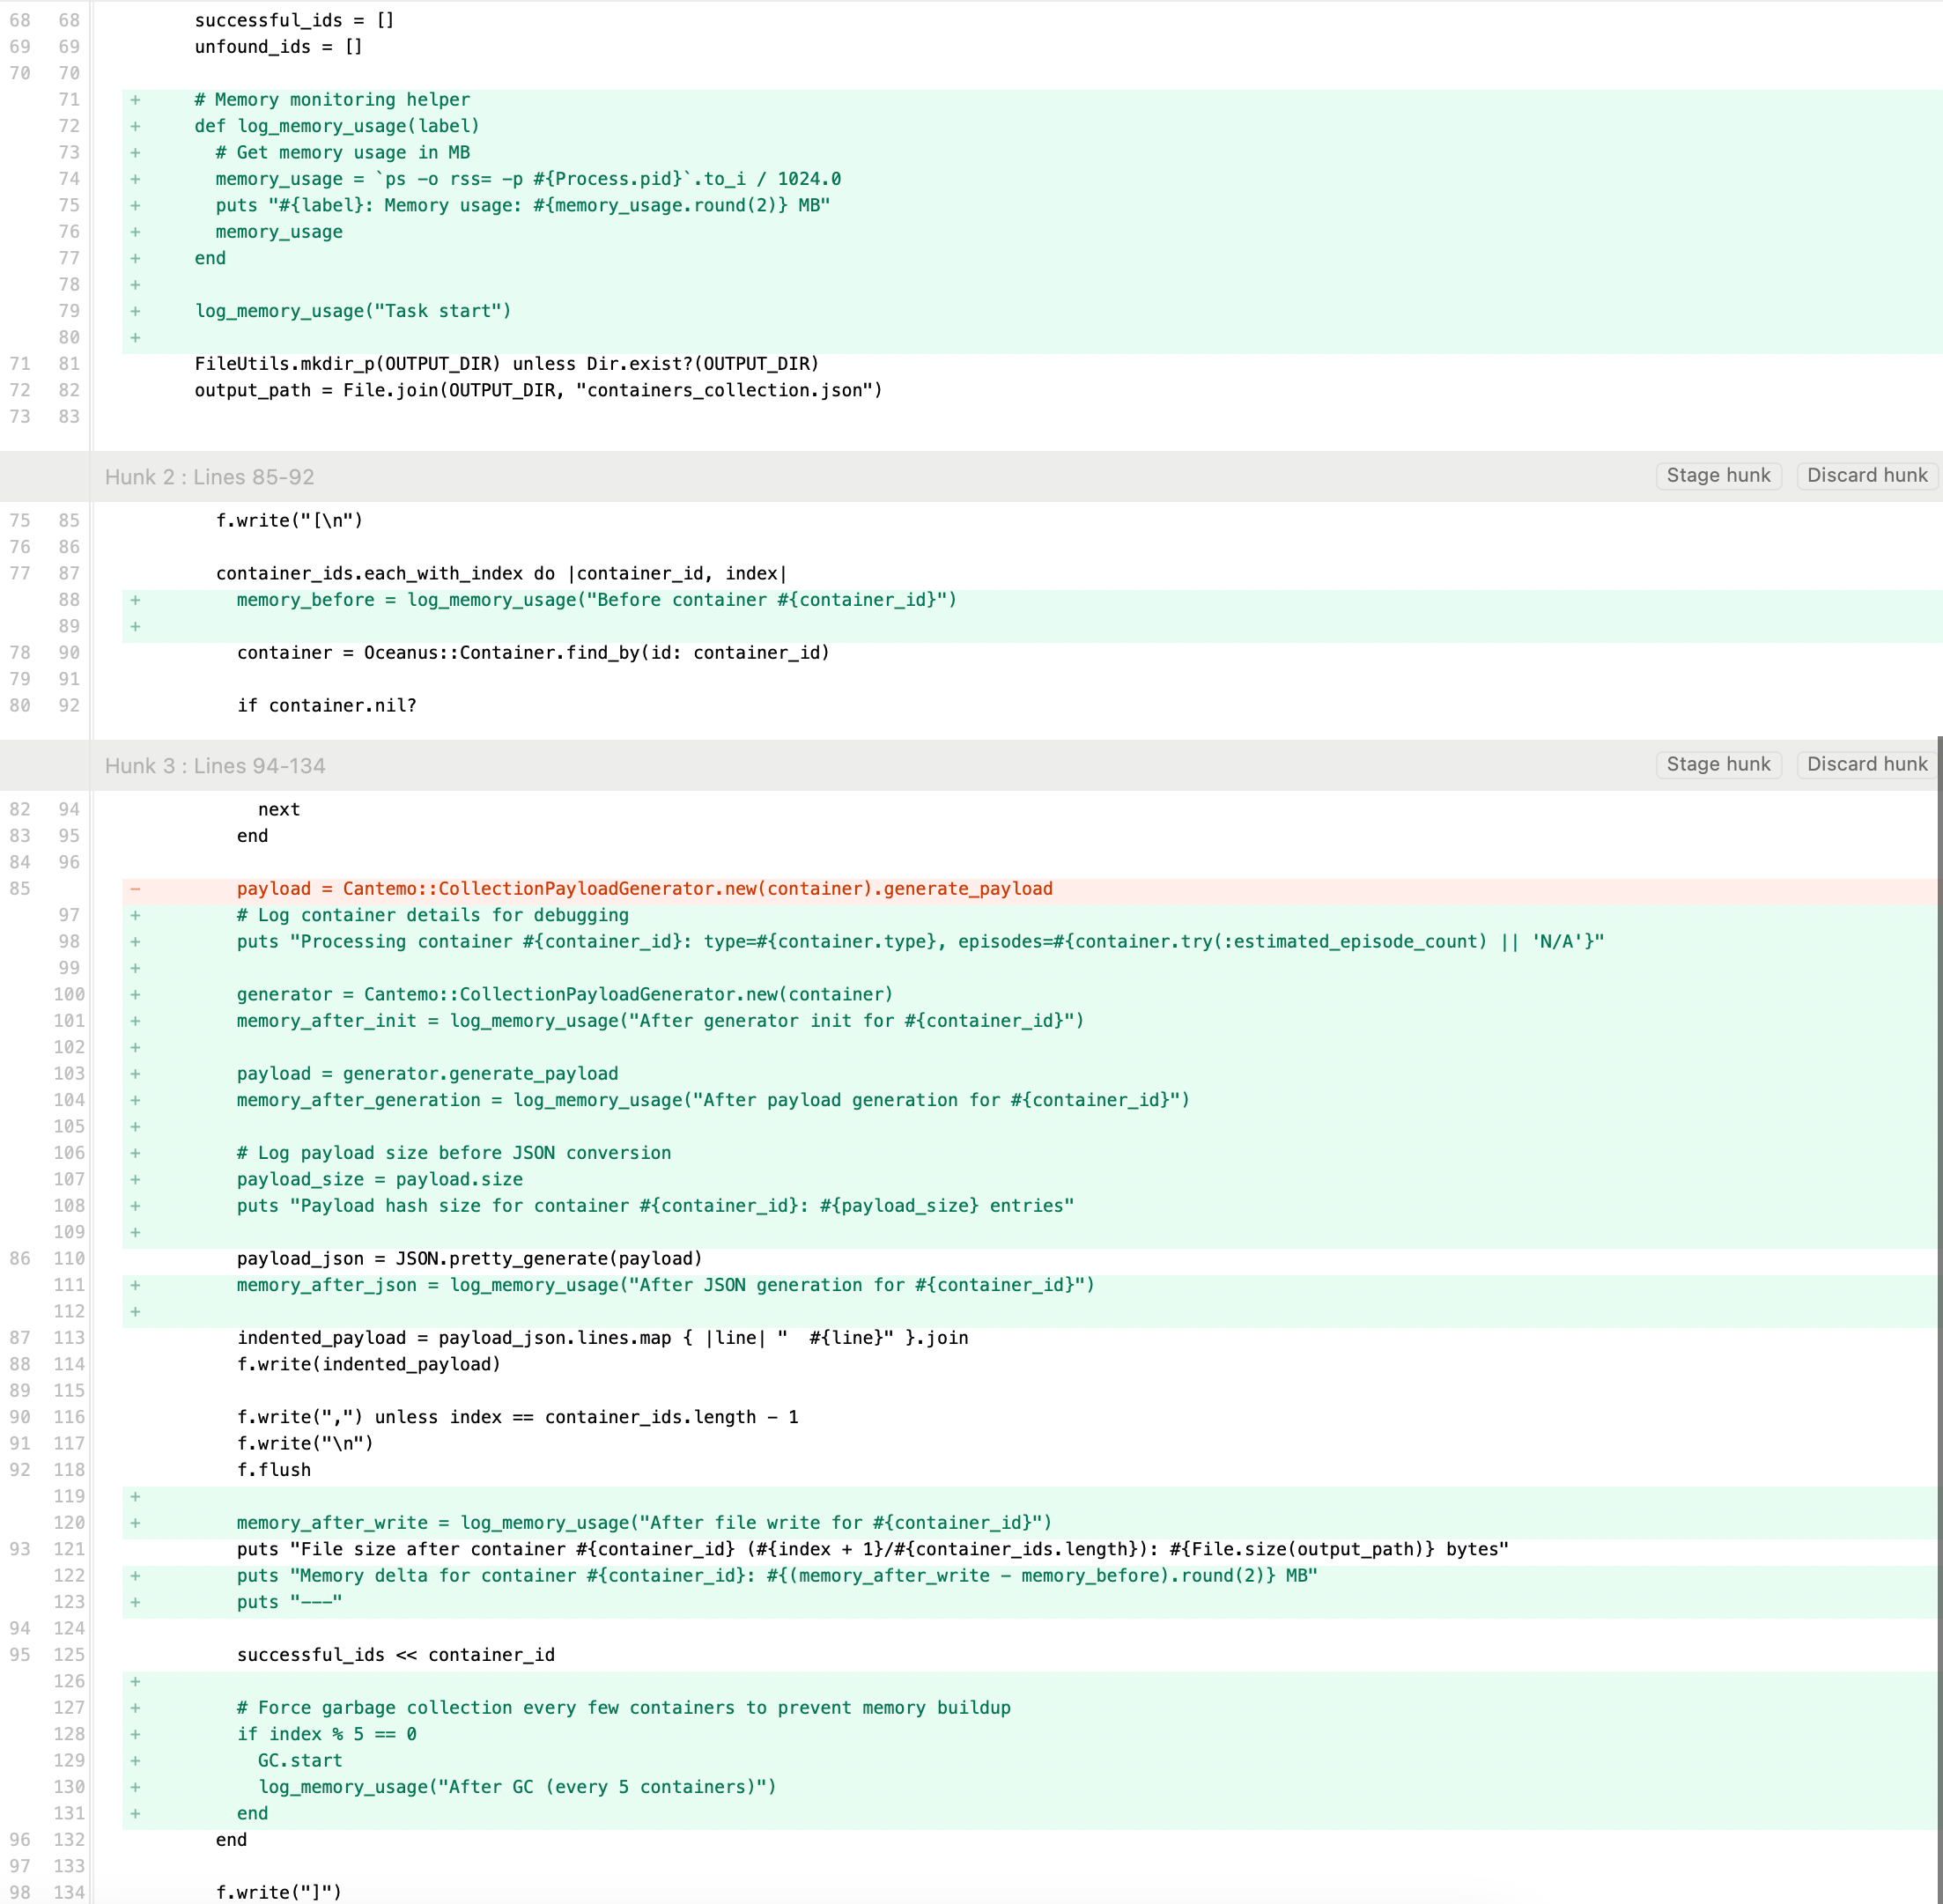 68 68 successful_ids = []
69 69 unfound_ids = []
70 70
71 + # Memory monitoring helper
72 + def log_memory_usage(label)
73 + # Get memory usage in MB
74 + memory_usage = `ps -o rss= -p #{Process.pid}`.to_i / 1024.0
75 + puts "#{label}: Memory usage: #{memory_usage.round(2)} MB"
76 + memory_usage
77 + end
78 +
79 + log_memory_usage("Task start")
80 +
71 81 FileUtils.mkdir_p(OUTPUT_DIR) unless Dir.exist?(OUTPUT_DIR)
72 82 output_path = File.join(OUTPUT_DIR, "containers_collection.json")
73 83
Hunk 2 : Lines 85-92 Stage hunk Discard hunk
75 85 f.write("[\n")
76 86
77 87 container_ids.each_with_index do |container_id, index|
88 + memory_before = log_memory_usage("Before container #{container_id}")
89 +
78 90 container = Oceanus::Container.find_by(id: container_id)
79 91
80 92 if container.nil?
Hunk 3 : Lines 94-134 Stage hunk Discard hunk
82 94 next
83 95 end
84 96
85 − payload = Cantemo::CollectionPayloadGenerator.new(container).generate_payload
97 + # Log container details for debugging
98 + puts "Processing container #{container_id}: type=#{container.type}, episodes=#{container.try(:estimated_episode_count) || 'N/A'}"
99 +
100 + generator = Cantemo::CollectionPayloadGenerator.new(container)
101 + memory_after_init = log_memory_usage("After generator init for #{container_id}")
102 +
103 + payload = generator.generate_payload
104 + memory_after_generation = log_memory_usage("After payload generation for #{container_id}")
105 +
106 + # Log payload size before JSON conversion
107 + payload_size = payload.size
108 + puts "Payload hash size for container #{container_id}: #{payload_size} entries"
109 +
86 110 payload_json = JSON.pretty_generate(payload)
111 + memory_after_json = log_memory_usage("After JSON generation for #{container_id}")
112 +
87 113 indented_payload = payload_json.lines.map { |line| "  #{line}" }.join
88 114 f.write(indented_payload)
89 115
90 116 f.write(",") unless index == container_ids.length - 1
91 117 f.write("\n")
92 118 f.flush
119 +
120 + memory_after_write = log_memory_usage("After file write for #{container_id}")
93 121 puts "File size after container #{container_id} (#{index + 1}/#{container_ids.length}): #{File.size(output_path)} bytes"
122 + puts "Memory delta for container #{container_id}: #{(memory_after_write - memory_before).round(2)} MB"
123 + puts "---"
94 124
95 125 successful_ids << container_id
126 +
127 + # Force garbage collection every few containers to prevent memory buildup
128 + if index % 5 == 0
129 + GC.start
130 + log_memory_usage("After GC (every 5 containers)")
131 + end
96 132 end
97 133
98 134 f.write("]")